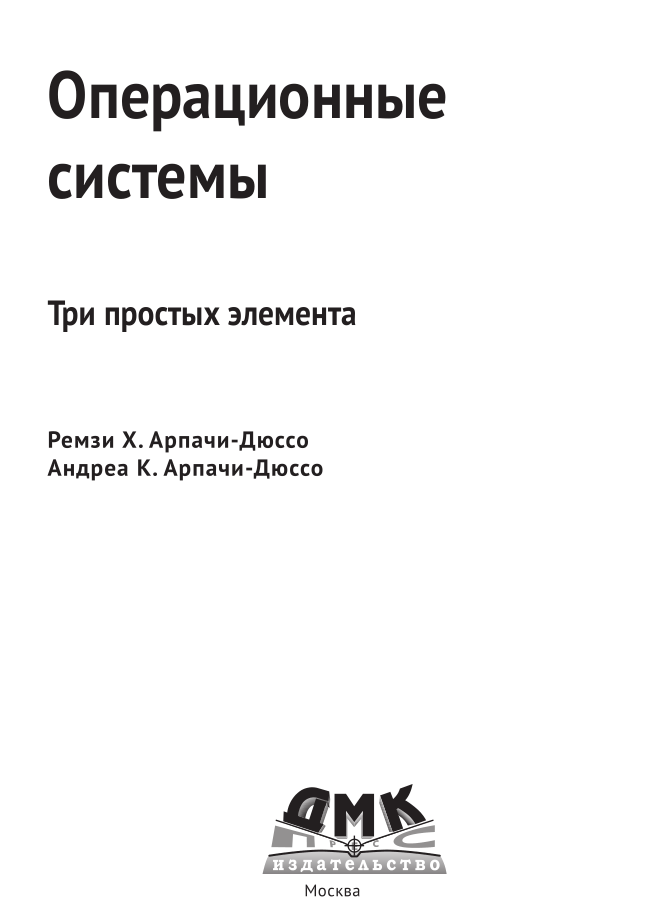 Операционные
системы
Три простых элемента
Ремзи Х. Арпачи-Дюссо
Андреа К. Арпачи-Дюссо
ДМК
ПРЕСС
издательство
Москва